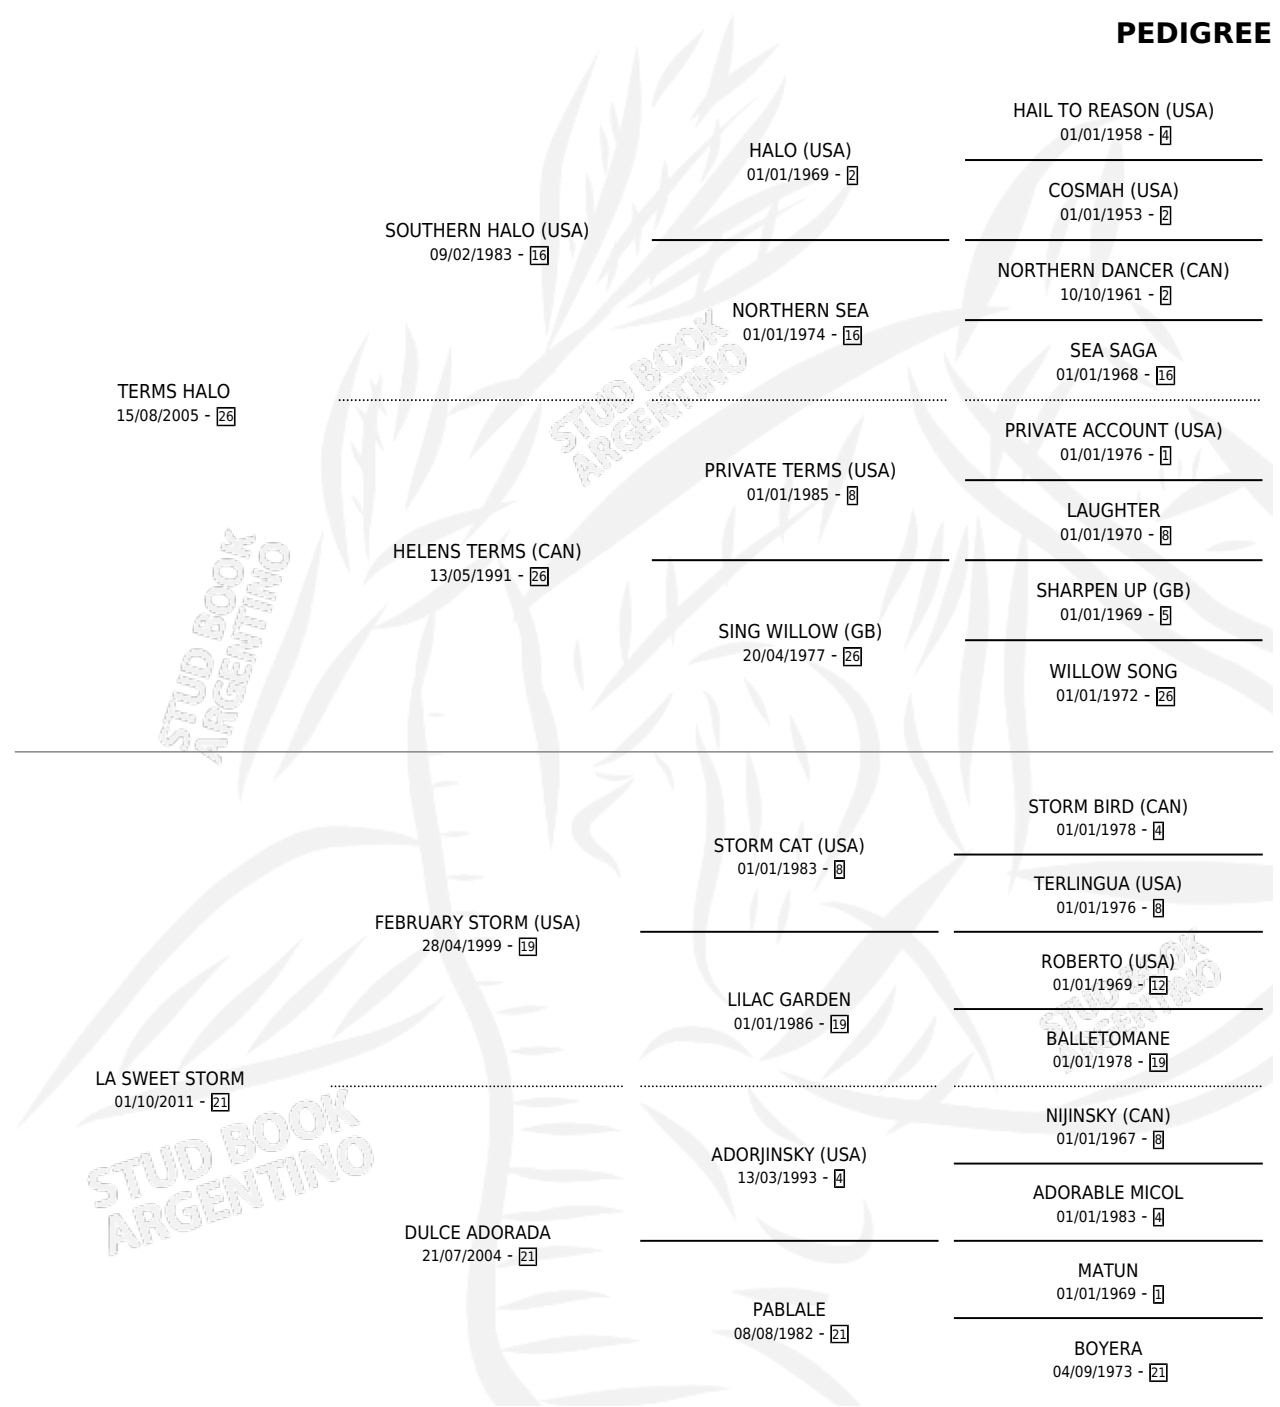 PEDIGREE
HAIL TO REASON (USA)
01/01/1958 - 4
HALO (USA)
01/01/1969 - 2
COSMAH (USA)
01/01/1953 - 2
SOUTHERN HALO (USA)
09/02/1983 - 16
NORTHERN DANCER (CAN)
10/10/1961 - 2
NORTHERN SEA
01/01/1974 - 16
SEA SAGA
01/01/1968 - 16
TERMS HALO
15/08/2005 - 26
PRIVATE ACCOUNT (USA)
01/01/1976 - 1
PRIVATE TERMS (USA)
01/01/1985 - 8
LAUGHTER
01/01/1970 - 8
HELENS TERMS (CAN)
13/05/1991 - 26
SHARPEN UP (GB)
01/01/1969 - 5
SING WILLOW (GB)
20/04/1977 - 26
WILLOW SONG
01/01/1972 - 26
STORM BIRD (CAN)
01/01/1978 - 4
STORM CAT (USA)
01/01/1983 - 8
TERLINGUA (USA)
01/01/1976 - 8
FEBRUARY STORM (USA)
28/04/1999 - 19
ROBERTO (USA)
01/01/1969 - 12
LILAC GARDEN
01/01/1986 - 19
BALLETOMANE
01/01/1978 - 19
LA SWEET STORM
01/10/2011 - 21
NIJINSKY (CAN)
01/01/1967 - 8
ADORJINSKY (USA)
13/03/1993 - 4
ADORABLE MICOL
01/01/1983 - 4
DULCE ADORADA
21/07/2004 - 21
MATUN
01/01/1969 - 1
PABLALE
08/08/1982 - 21
BOYERA
04/09/1973 - 21
STUD BOOK
ARGENTINO
STUD BOOK
ARGENTINO
STUD BOOK
ARGENTINO
STUD BOOK
ARGENTINO